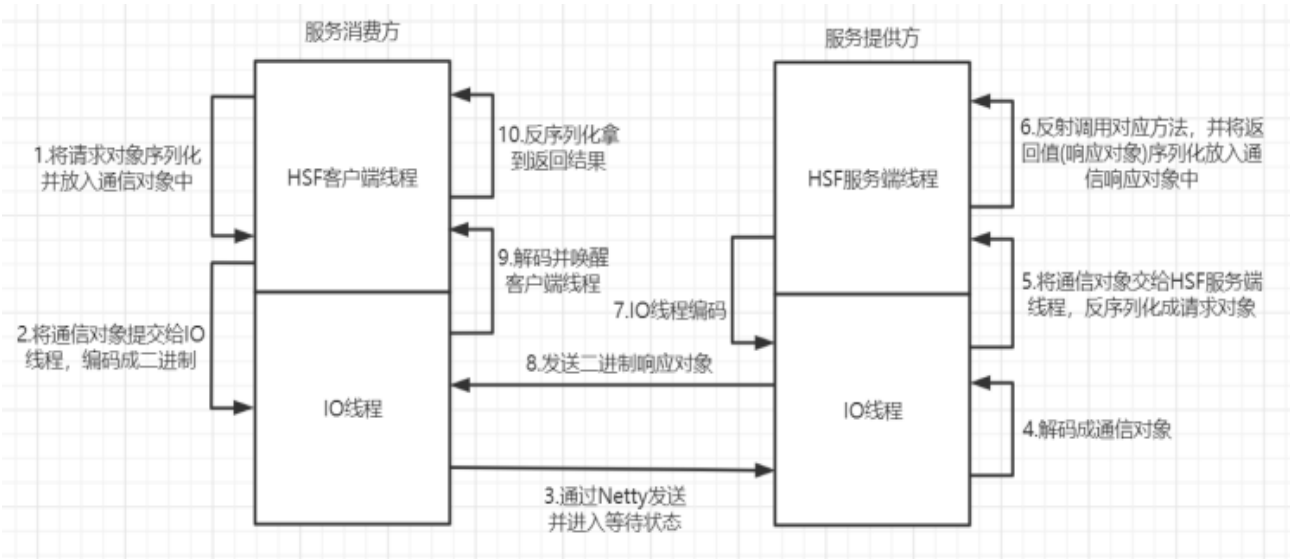 服务消费方
服务提供方
1.将请求对象序列化
并放入通信对象中
HSF客户端线程
10.反序列化拿
到返回结果
HSF服务端线程
6.反射调用对应方法，并将返
回值(响应对象)序列化放入通
信响应对象中
2.将通信对象提交给IO
线程，编码成二进制
9.解码并唤醒
客户端线程
7.IO线程编码
5.将通信对象交给HSF服务端
线程，反序列化成请求对象
8.发送二进制响应对象
IO线程
IO线程
4.解码成通信对象
3.通过Netty发送
并进入等待状态